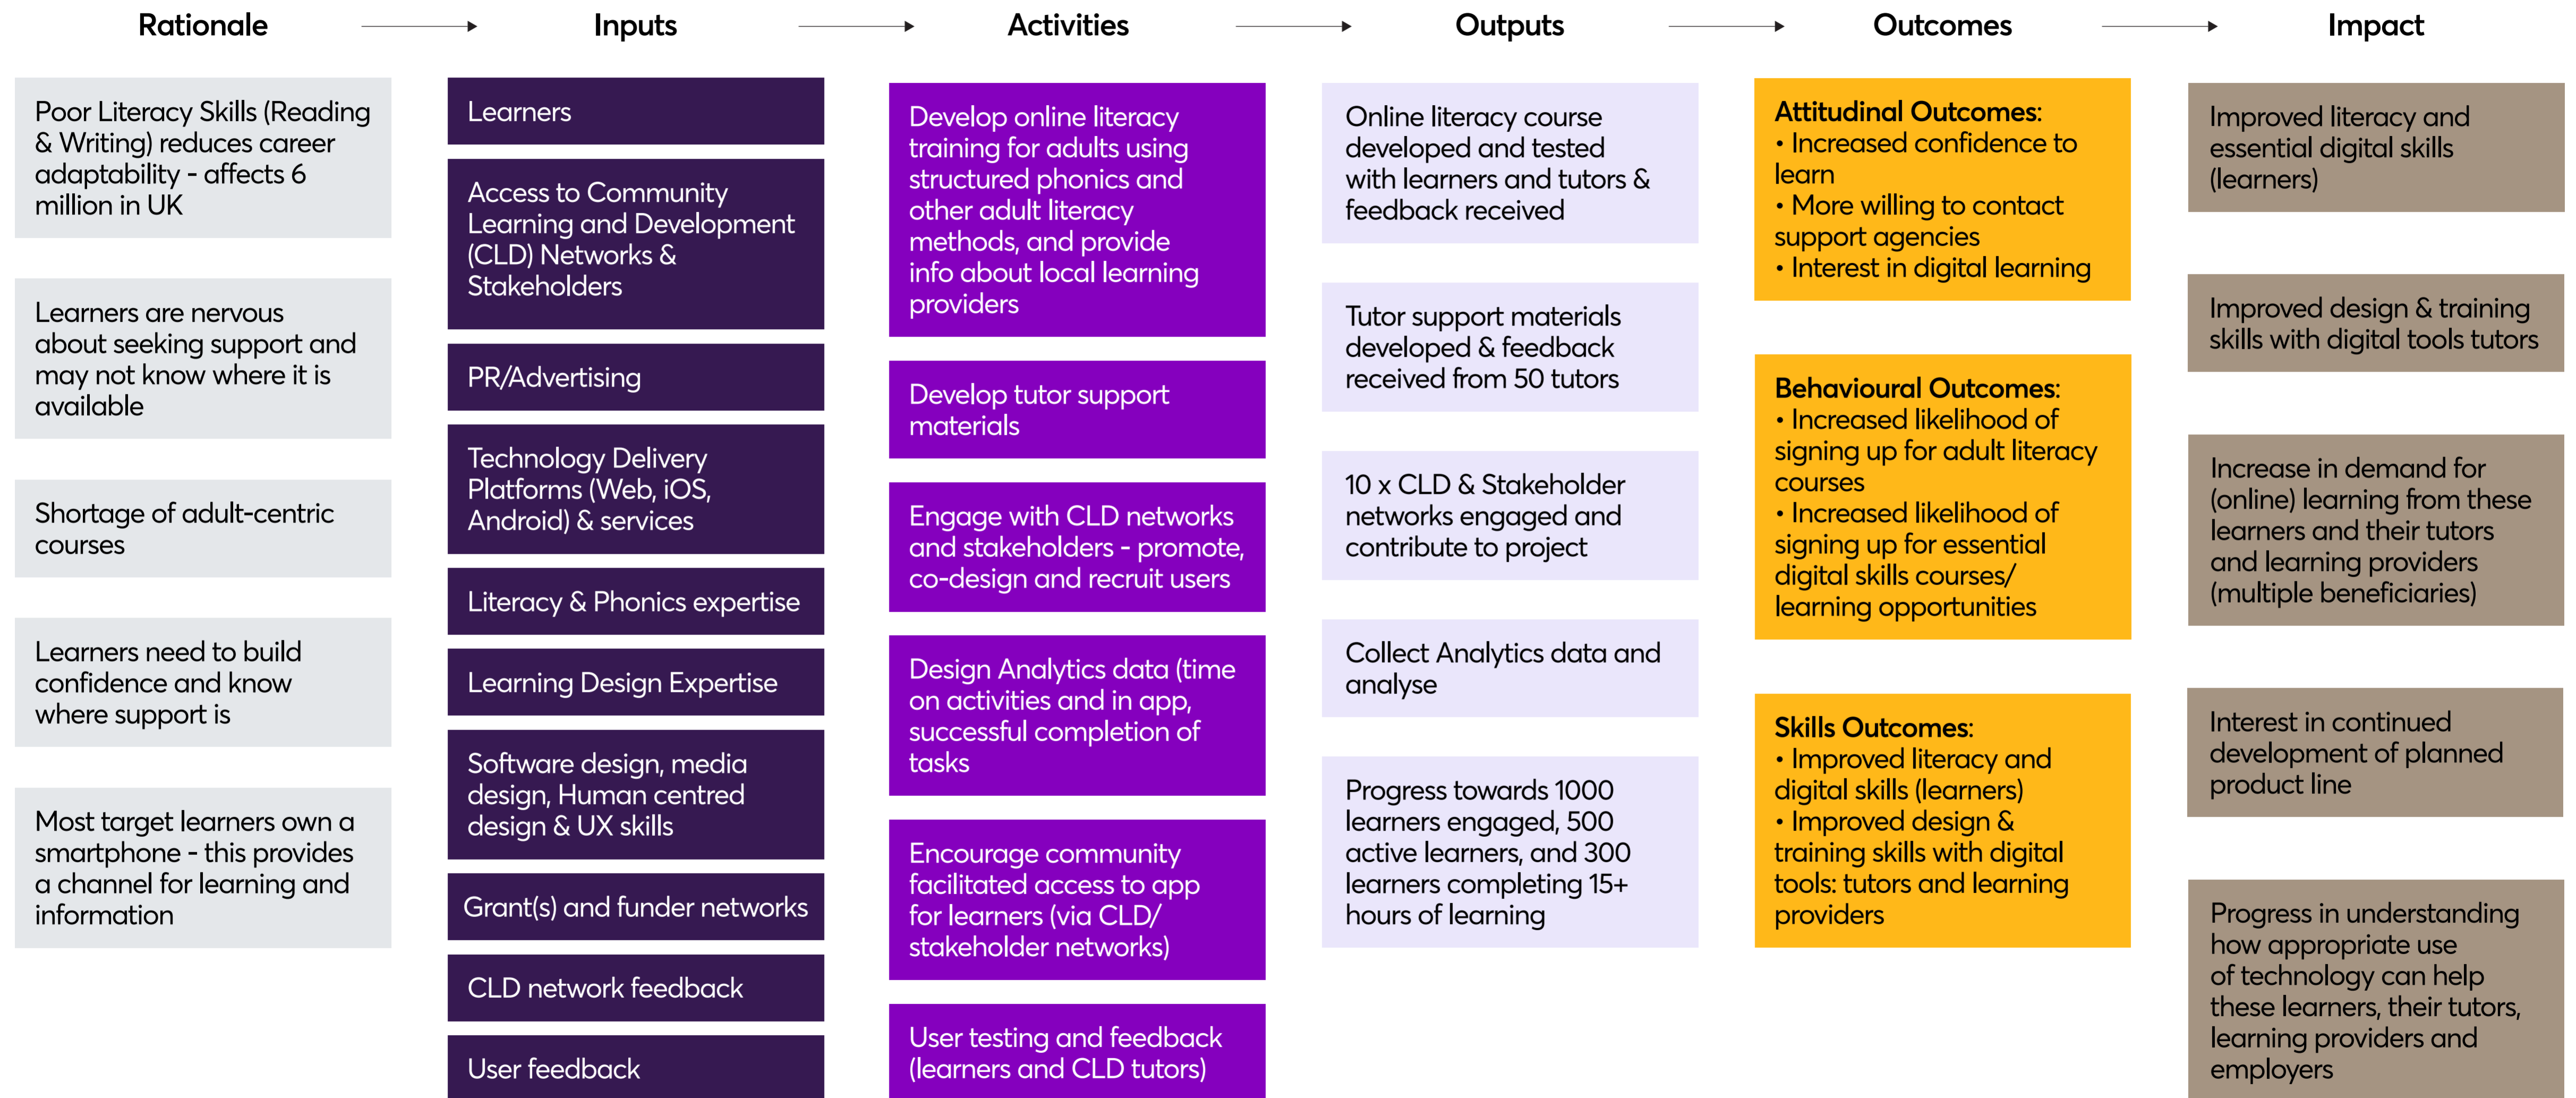 Rationale
Inputs
Activities
Outputs
Outcomes
Impact
Poor Literacy Skills (Reading
& Writing) reduces career
adaptability - affects 6
million in UK
Learners are nervous
about seeking support and
may not know where it is
available
Shortage of adult-centric
courses
Learners need to build
confidence and know
where support is
Most target learners own a
smartphone - this provides
a channel for learning and
information
Learners
Access to Community
Learning and Development
(CLD) Networks &
Stakeholders
PR/Advertising
Technology Delivery
Platforms (Web, iOS,
Android) & services
Literacy & Phonics expertise
Learning Design Expertise
Software design, media
design, Human centred
design & UX skills
Grant(s) and funder networks
CLD network feedback
User feedback
Develop online literacy
training for adults using
structured phonics and
other adult literacy
methods, and provide
info about local learning
providers
Develop tutor support
materials
Engage with CLD networks
and stakeholders - promote,
co-design and recruit users
Design Analytics data (time
on activities and in app,
successful completion of
tasks
Encourage community
facilitated access to app
for learners (via CLD/
stakeholder networks)
User testing and feedback
(learners and CLD tutors)
Online literacy course
developed and tested
with learners and tutors &
feedback received
Tutor support materials
developed & feedback
received from 50 tutors
10 x CLD & Stakeholder
networks engaged and
contribute to project
Collect Analytics data and
analyse
Progress towards 1000
learners engaged, 500
active learners, and 300
learners completing 15+
hours of learning
Attitudinal Outcomes:
• Increased confidence to
learn
• More willing to contact
support agencies
• Interest in digital learning
Behavioural Outcomes:
• Increased likelihood of
signing up for adult literacy
courses
• Increased likelihood of
signing up for essential
digital skills courses/
learning opportunities
Skills Outcomes:
• Improved literacy and
digital skills (learners)
• Improved design &
training skills with digital
tools: tutors and learning
providers
Improved literacy and
essential digital skills
(learners)
Improved design & training
skills with digital tools tutors
Increase in demand for
(online) learning from these
learners and their tutors
and learning providers
(multiple beneficiaries)
Interest in continued
development of planned
product line
Progress in understanding
how appropriate use
of technology can help
these learners, their tutors,
learning providers and
employers